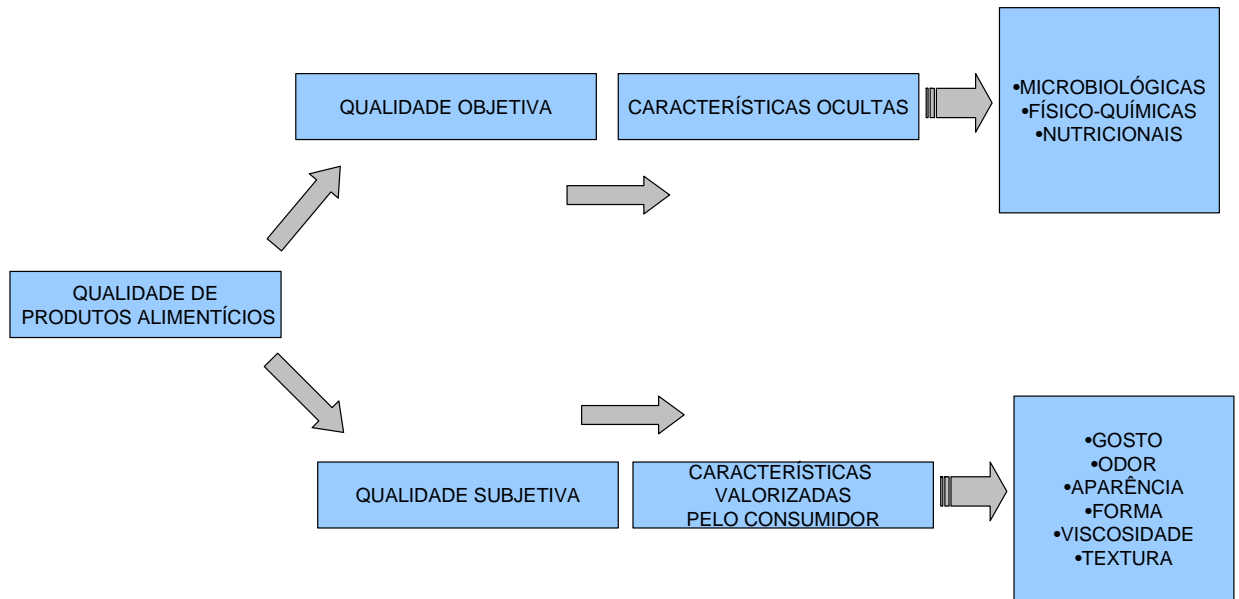 QUALIDADE OBJETIVA
CARACTERÍSTICAS OCULTAS
•MICROBIOLÓGICAS
•FÍSICO-QUÍMICAS
•NUTRICIONAIS
QUALIDADE DE
PRODUTOS ALIMENTÍCIOS
QUALIDADE SUBJETIVA
CARACTERÍSTICAS
VALORIZADAS
PELO CONSUMIDOR
•GOSTO
•ODOR
•APARÊNCIA
•FORMA
•VISCOSIDADE
•TEXTURA